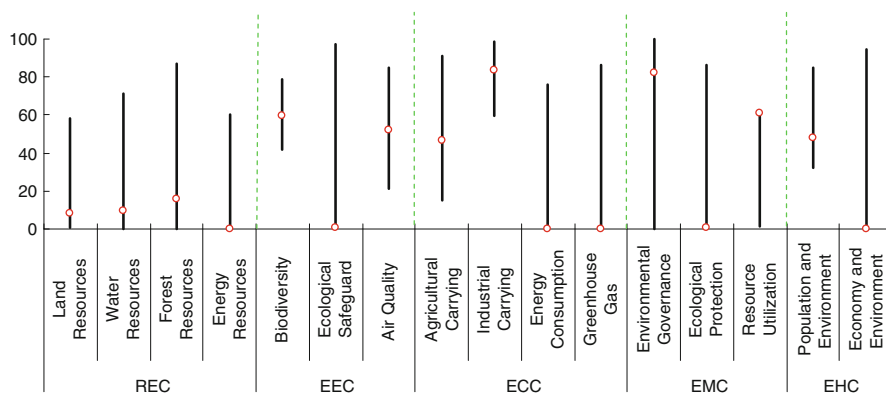 100
80
60
40
20
0
Land
Resources
Water
Resources
Forest
Resources
Energy
Resources
Biodiversity
Ecological
Safeguard
Air Quality
Agricultural
Carrying
Industrial
Carrying
Energy
Consumption
Greenhouse
Gas
Environmental
Governance
Ecological
Protection
Resource
Utilization
Population and
Environment
Economy and
Environment
REC
EEC
ECC
EMC
EHC